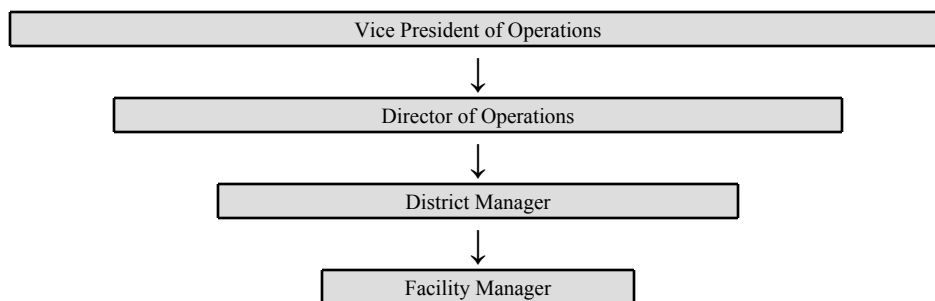 Vice President of Operations
Director of Operations
District Manager
Facility Manager